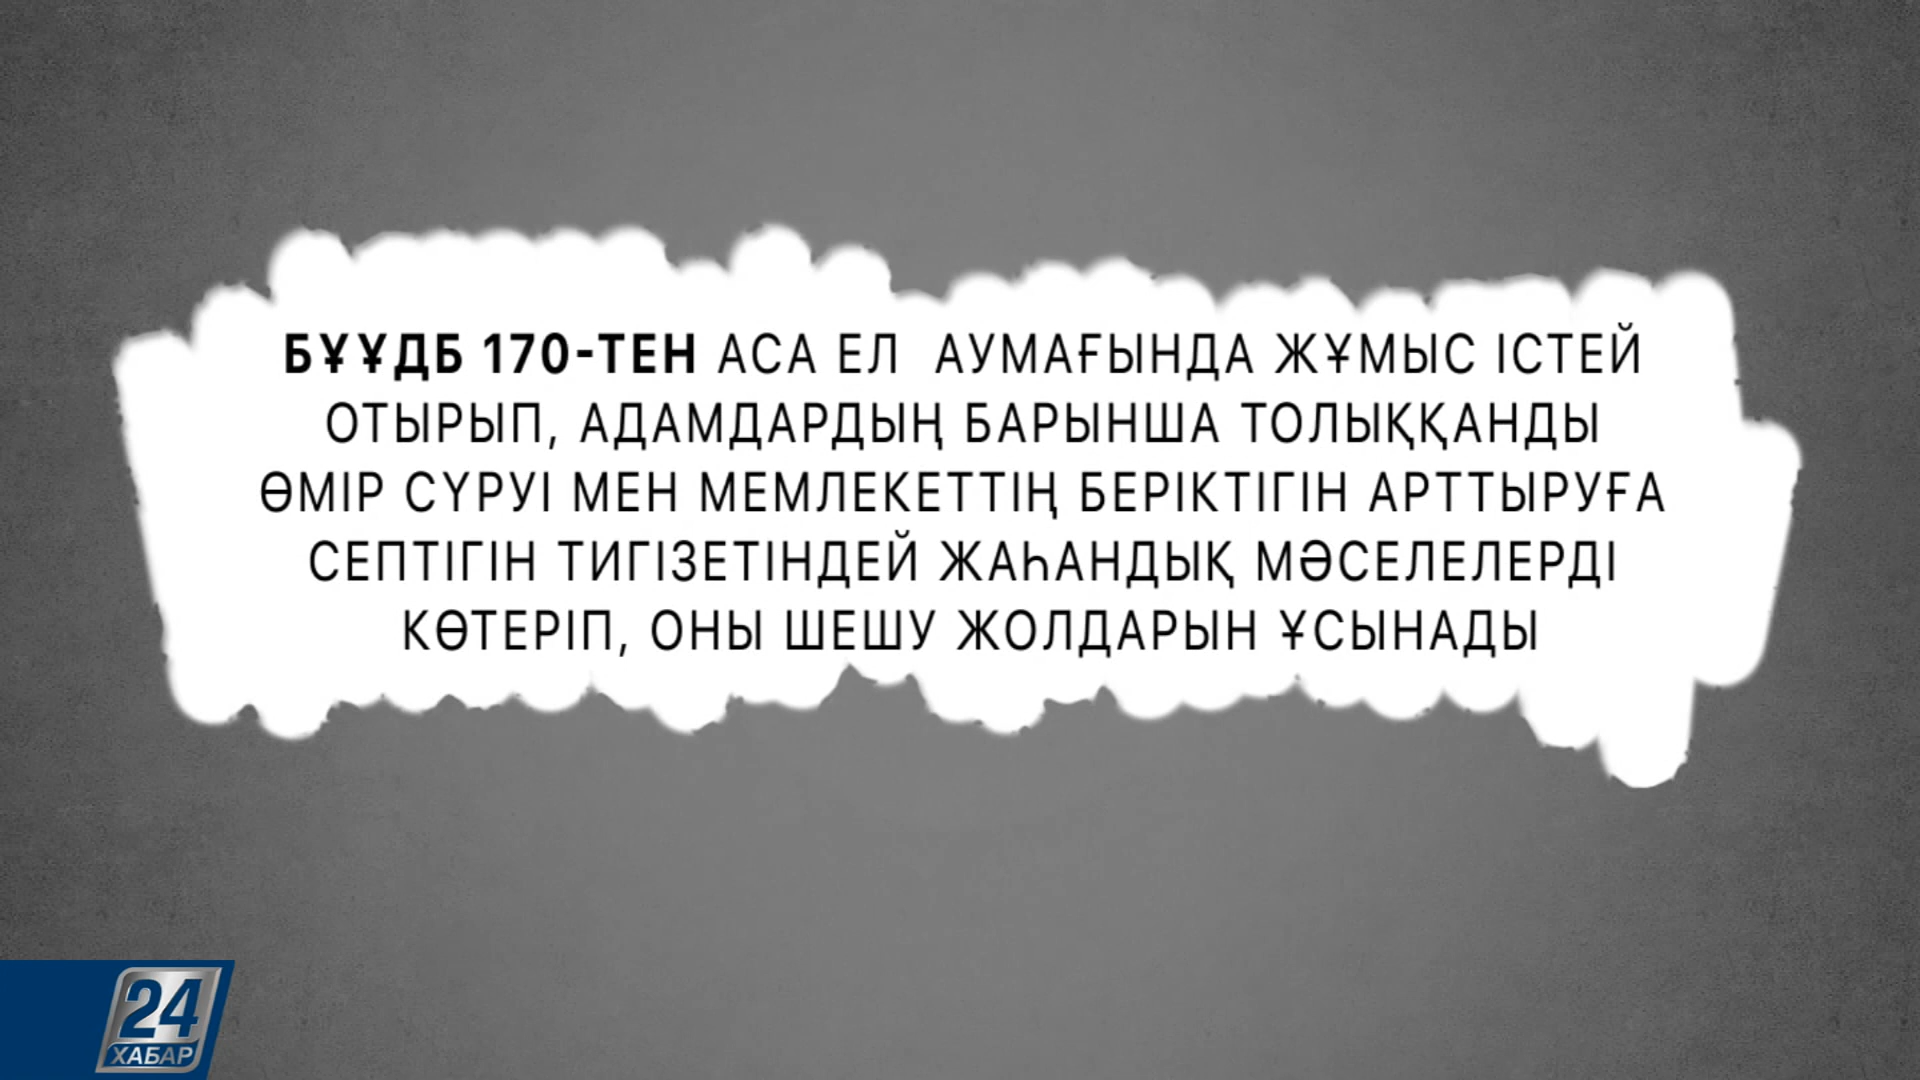 БҰҰДБ 170-ТЕН АСА ЕЛ АУМАҒЫНДА ЖҰМЫС ІСТЕЙ
ОТЫРЫП, АДАМДАРДЫҢ БАРЫНША ТОЛЫҚҚАНДЫ
ӨМІР СҮРУІ МЕН МЕМЛЕКЕТТІҢ БЕРІКТІГІН АРТТЫРУҒА
СЕПТІГІН ТИГІЗЕТІНДЕЙ ЖАҺАНДЫҚ МӘСЕЛЕЛЕРДІ
КӨТЕРІП, ОНЫ ШЕШУ ЖОЛДАРЫН ҰСЫНАДЫ
24
ХАБАР